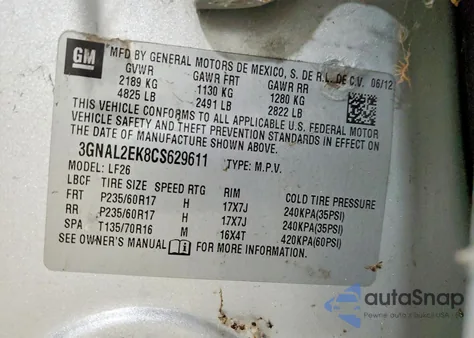 GM
MFD BY GENERAL MOTORS DE MEXICO, S. DE R.L. DE C.V. 06/12
GVWR GAWR FRT GAWR RR
2189 KG 1130 KG 1280 KG
4825 LB 2491 LB 2822 LB
THIS VEHICLE CONFORMS TO ALL APPLICABLE U.S. FEDERAL MOTOR
VEHICLE SAFETY AND THEFT PREVENTION STANDARDS IN EFFECT ON
THE DATE OF MANUFACTURE SHOWN ABOVE.
3GNAL2EK8CS629611 TYPE: M.P.V.
MODEL: LF26
LBCF TIRE SIZE SPEED RTG RIM COLD TIRE PRESSURE
FRT P235/60R17 H 17X7J 240KPA(35PSI)
RR P235/60R17 H 17X7J 240KPA(35PSI)
SPA T135/70R16 M 16X4T 420KPA(60PSI)
SEE OWNER'S MANUAL FOR MORE INFORMATION.
autoSnap